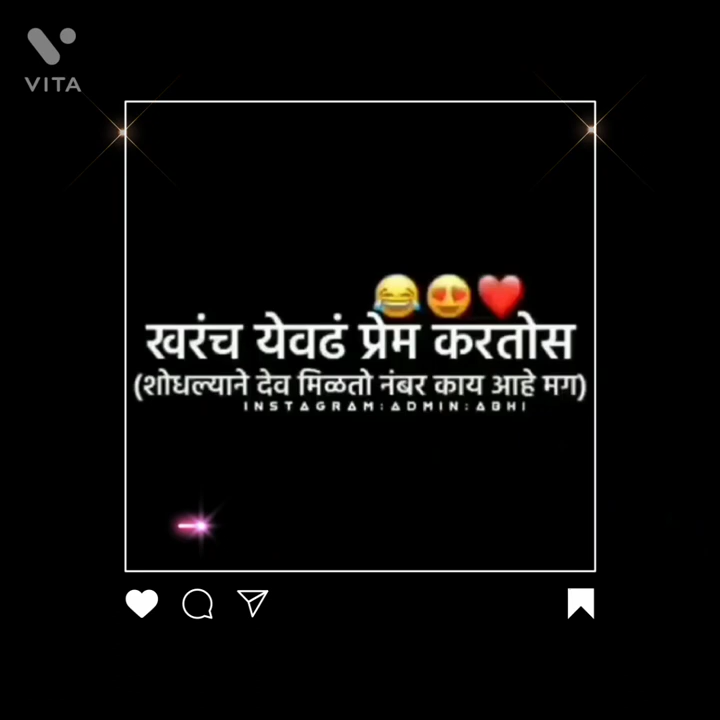 VITA
😂😍❤️
खरंच येवढं प्रेम करतोस
(शोधल्याने देव मिळतो नंबर काय आहे मग)
INSTAGRAM:ADMIN:ABHI